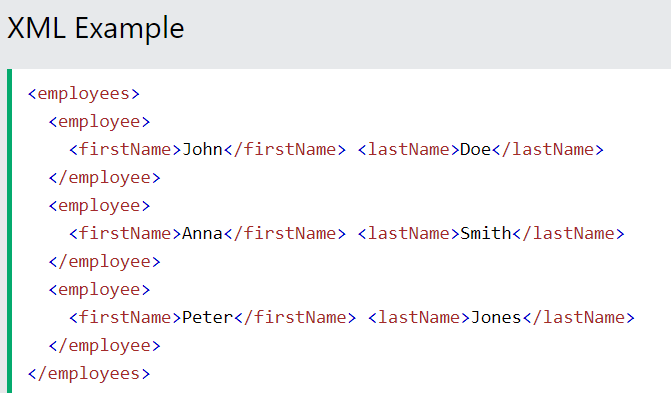 XML Example
<employees>
  <employee>
    <firstName>John</firstName> <lastName>Doe</lastName>
  </employee>
  <employee>
    <firstName>Anna</firstName> <lastName>Smith</lastName>
  </employee>
  <employee>
    <firstName>Peter</firstName> <lastName>Jones</lastName>
  </employee>
</employees>